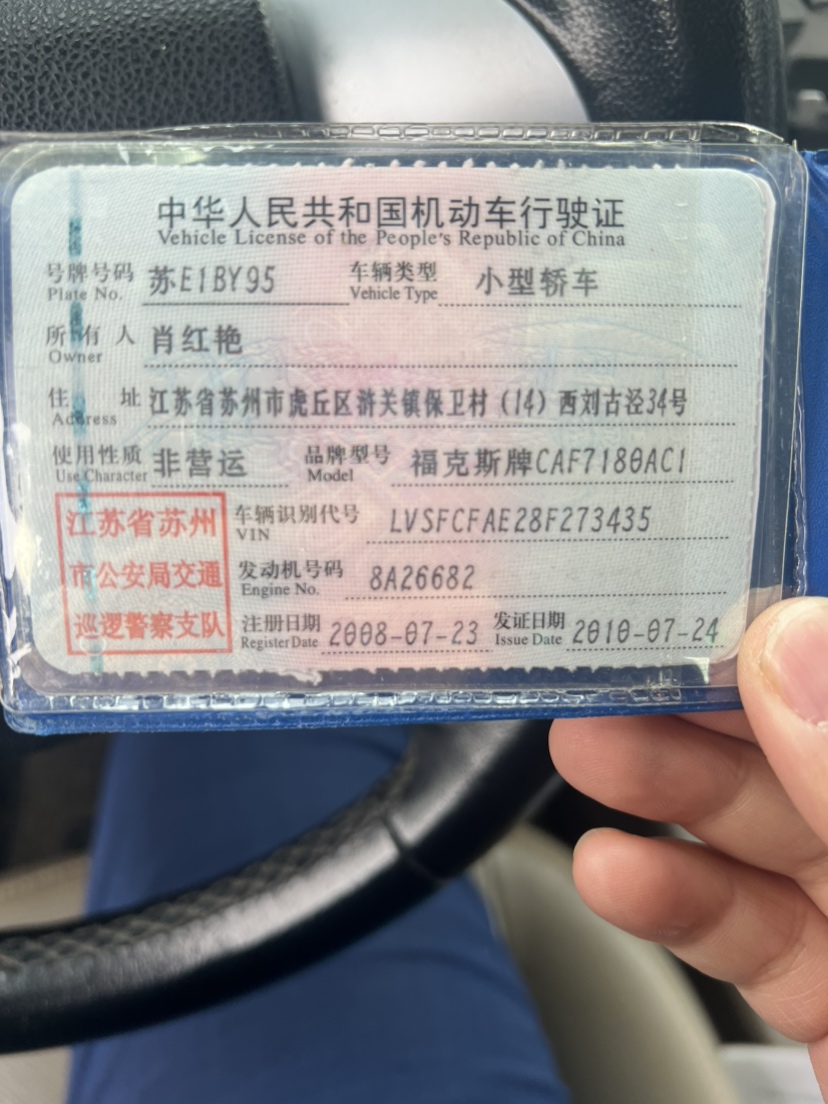 中华人民共和国机动车行驶证
Vehicle License of the People's Republic of China
号牌号码 苏E1BY95 车辆类型 小型轿车
Plate No. Vehicle Type
所有人 肖红艳
Owner
住址 江苏省苏州市虎丘区浒关镇保卫村（14）西刘古泾34号
Address
使用性质 非营运 品牌型号 福克斯牌CAF7180AC1
Use Character Model
江苏省苏州 车辆识别代号 LVSFCFAE28F273435
VIN
市公安局交通 发动机号码 8A26682
Engine No.
巡逻警察支队 注册日期 2008-07-23 发证日期 2010-07-24
Register Date Issue Date